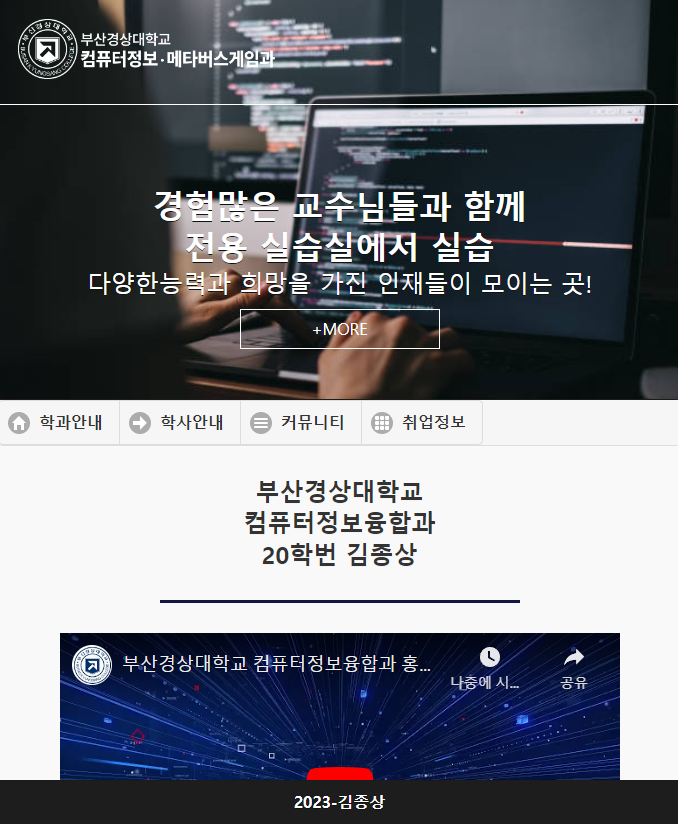 부산경상대학교
컴퓨터정보·메타버스게임과
경험많은 교수님들과 함께
전용 실습실에서 실습
다양한능력과 희망을 가진 인재들이 모이는 곳!
+MORE
학과안내
학사안내
커뮤니티
취업정보
부산경상대학교
컴퓨터정보융합과
20학번 김종상
부산경상대학교 컴퓨터정보융합과 홍...
나중에 시...
공유
2023-김종상